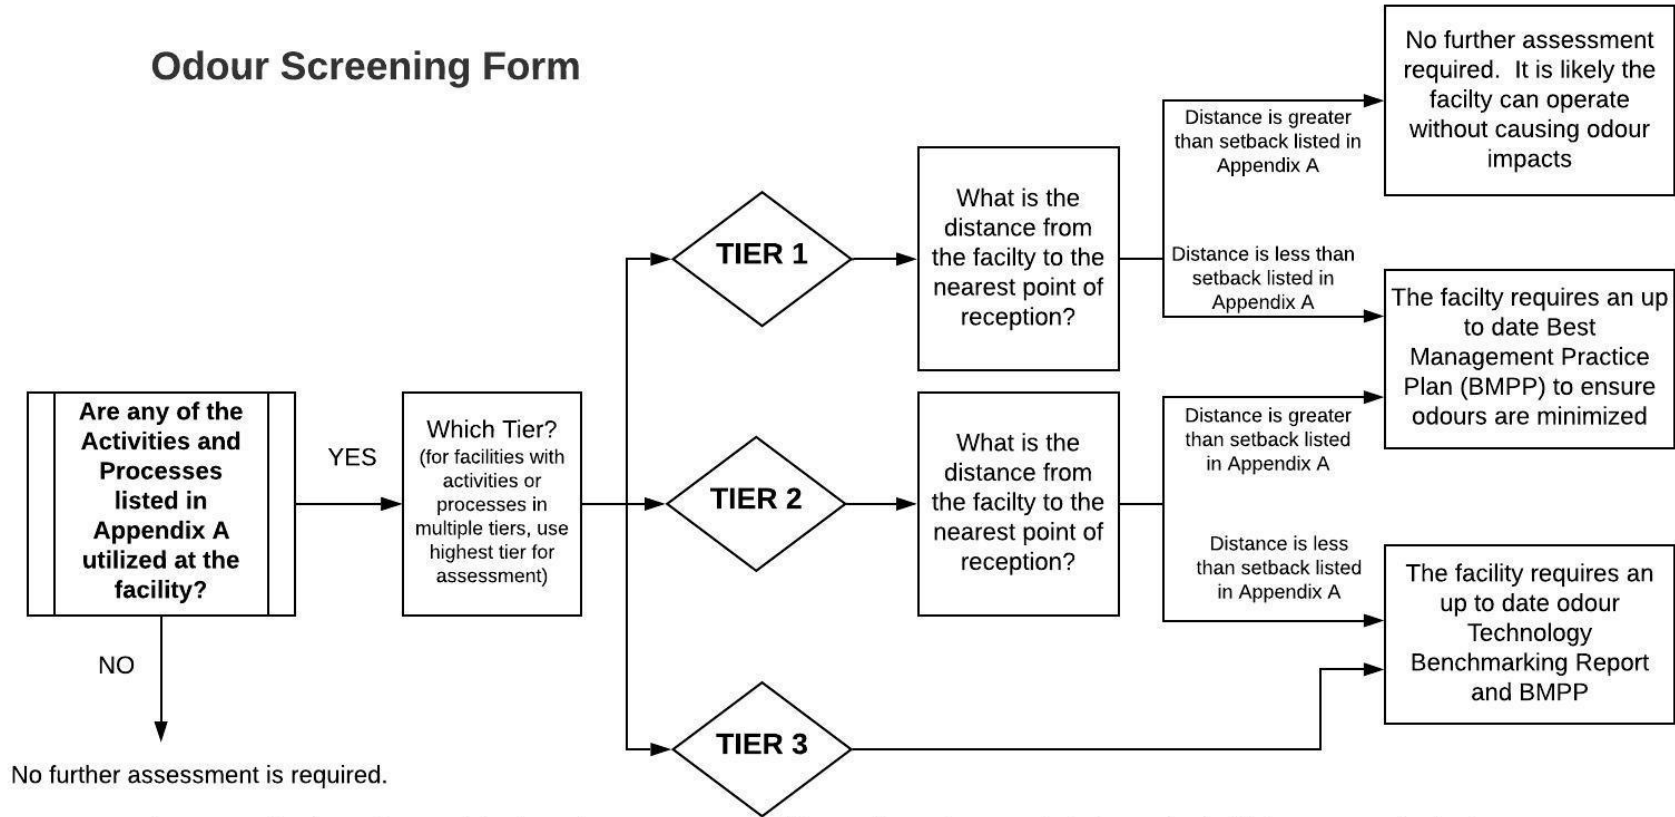 Odour Screening Form
Are any of the
Activities and
Processes
listed in
Appendix A
utilized at the
facility?
YES
NO
No further assessment is required.
Which Tier?
(for facilities with
activities or
processes in
multiple tiers, use
highest tier for
assessment)
TIER 1
What is the
distance from
the facilty to the
nearest point of
reception?
Distance is greater
than setback listed in
Appendix A
No further assessment
required. It is likely the
facilty can operate
without causing odour
impacts
Distance is less than
setback listed in
Appendix A
The facilty requires an up
to date Best
Management Practice
Plan (BMPP) to ensure
odours are minimized
TIER 2
What is the
distance from
the facilty to the
nearest point of
reception?
Distance is greater
than setback listed
in Appendix A
Distance is less
than setback listed
in Appendix A
The facility requires an
up to date odour
Technology
Benchmarking Report
and BMPP
TIER 3